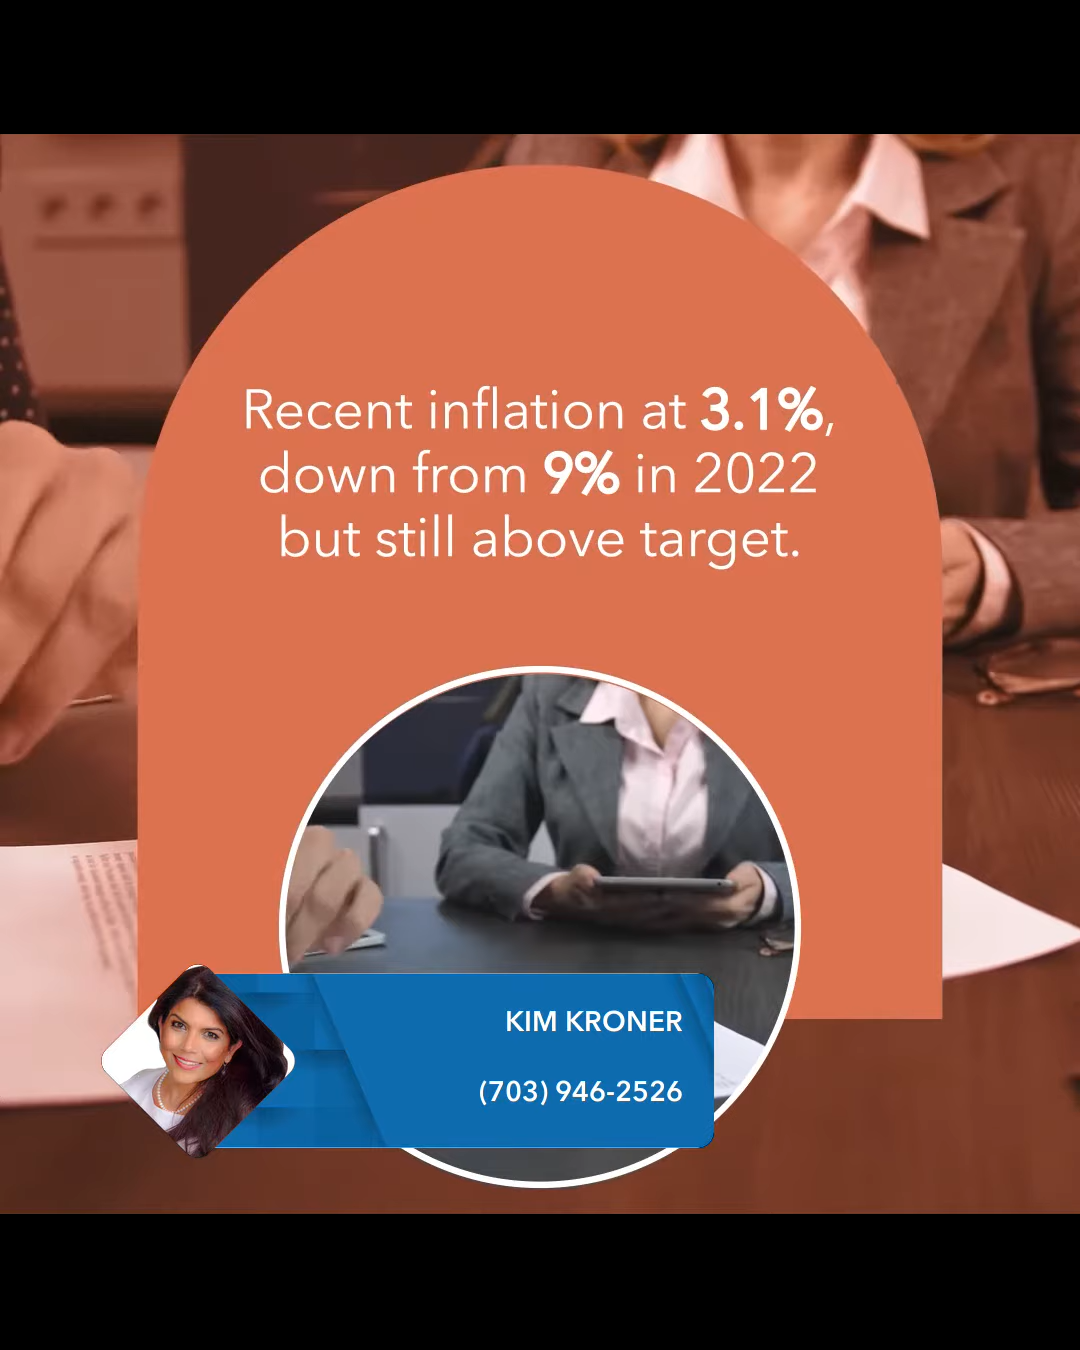 Recent inflation at 3.1%,
down from 9% in 2022
but still above target.
KIM KRONER
(703) 946-2526